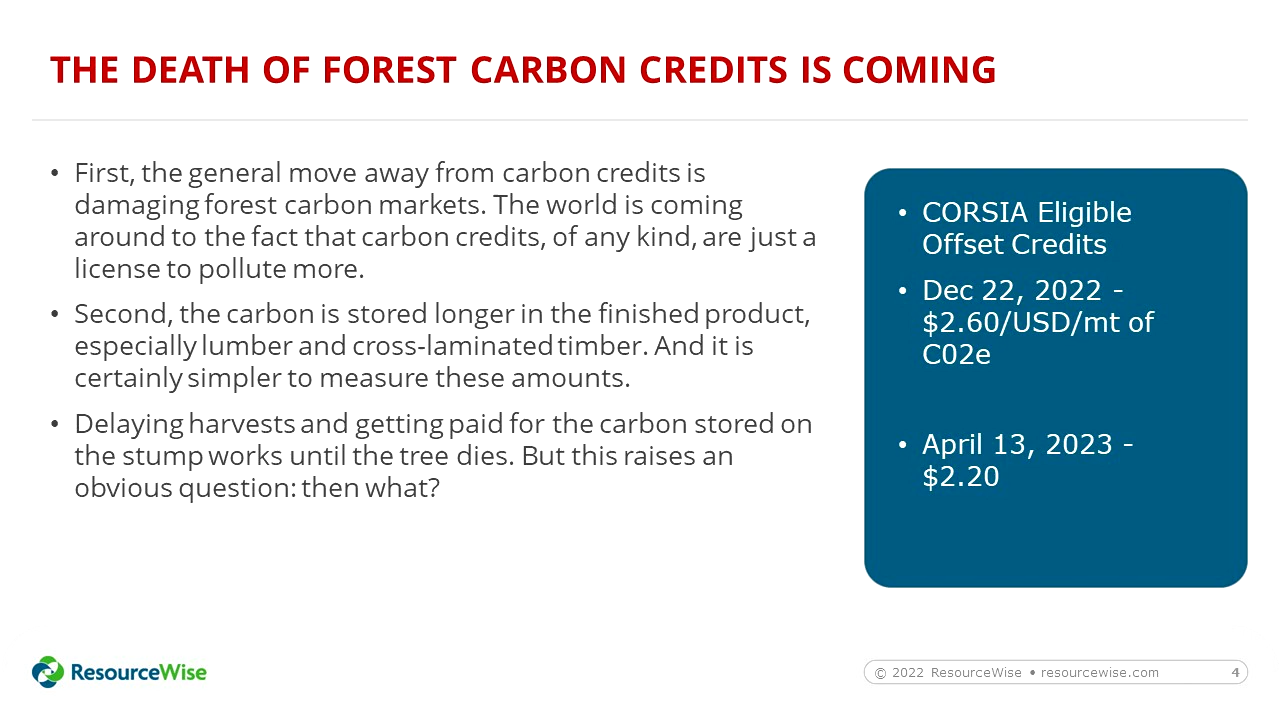 THE DEATH OF FOREST CARBON CREDITS IS COMING
• First, the general move away from carbon credits is
damaging forest carbon markets. The world is coming
around to the fact that carbon credits, of any kind, are just a
license to pollute more.
• Second, the carbon is stored longer in the finished product,
especially lumber and cross-laminated timber. And it is
certainly simpler to measure these amounts.
• Delaying harvests and getting paid for the carbon stored on
the stump works until the tree dies. But this raises an
obvious question: then what?
• CORSIA Eligible
Offset Credits
• Dec 22, 2022 -
$2.60/USD/mt of
C02e
• April 13, 2023 -
$2.20
ResourceWise
© 2022 ResourceWise • resourcewise.com 4